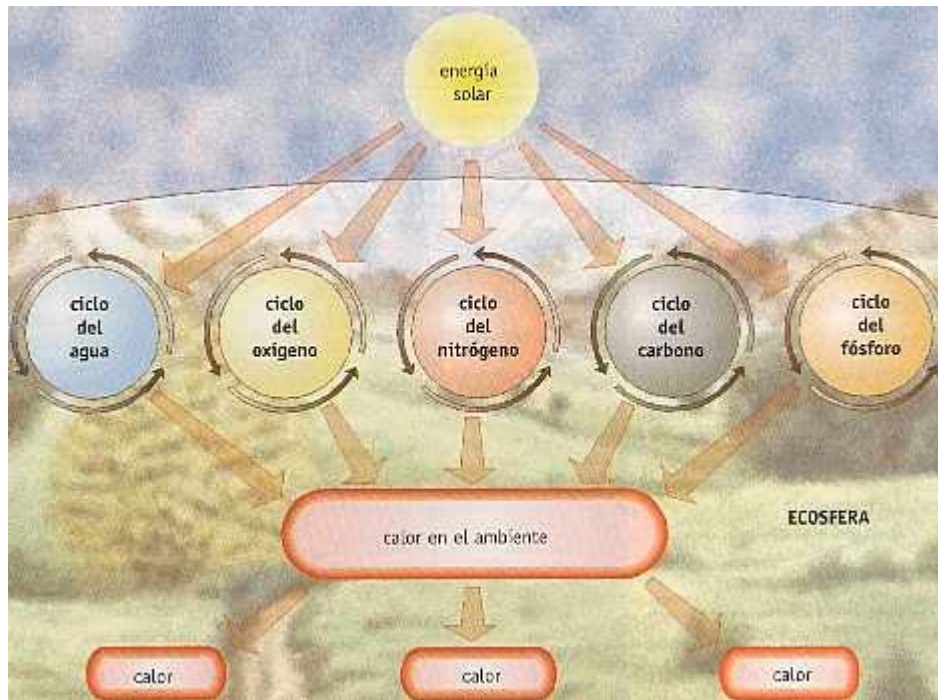 energía
solar
ciclo
del
agua
ciclo
del
oxígeno
ciclo
del
nitrógeno
ciclo
del
carbono
ciclo
del
fósforo
calor en el ambiente
ECOSFERA
calor
calor
calor